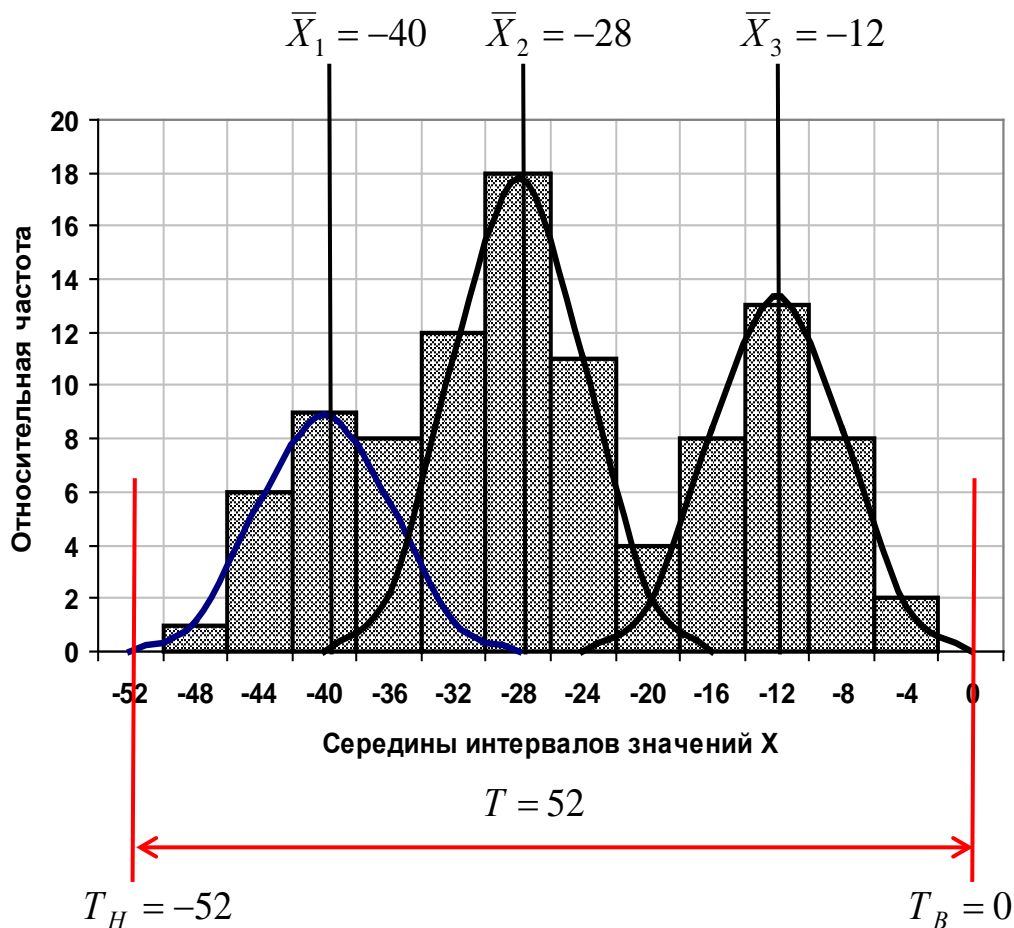 X̄₁ = −40 X̄₂ = −28 X̄₃ = −12
20
18
16
14
12
10
8
6
4
2
0
Относительная частота
-52 -48 -44 -40 -36 -32 -28 -24 -20 -16 -12 -8 -4 0
Середины интервалов значений X
T = 52
T_H = −52 T_B = 0